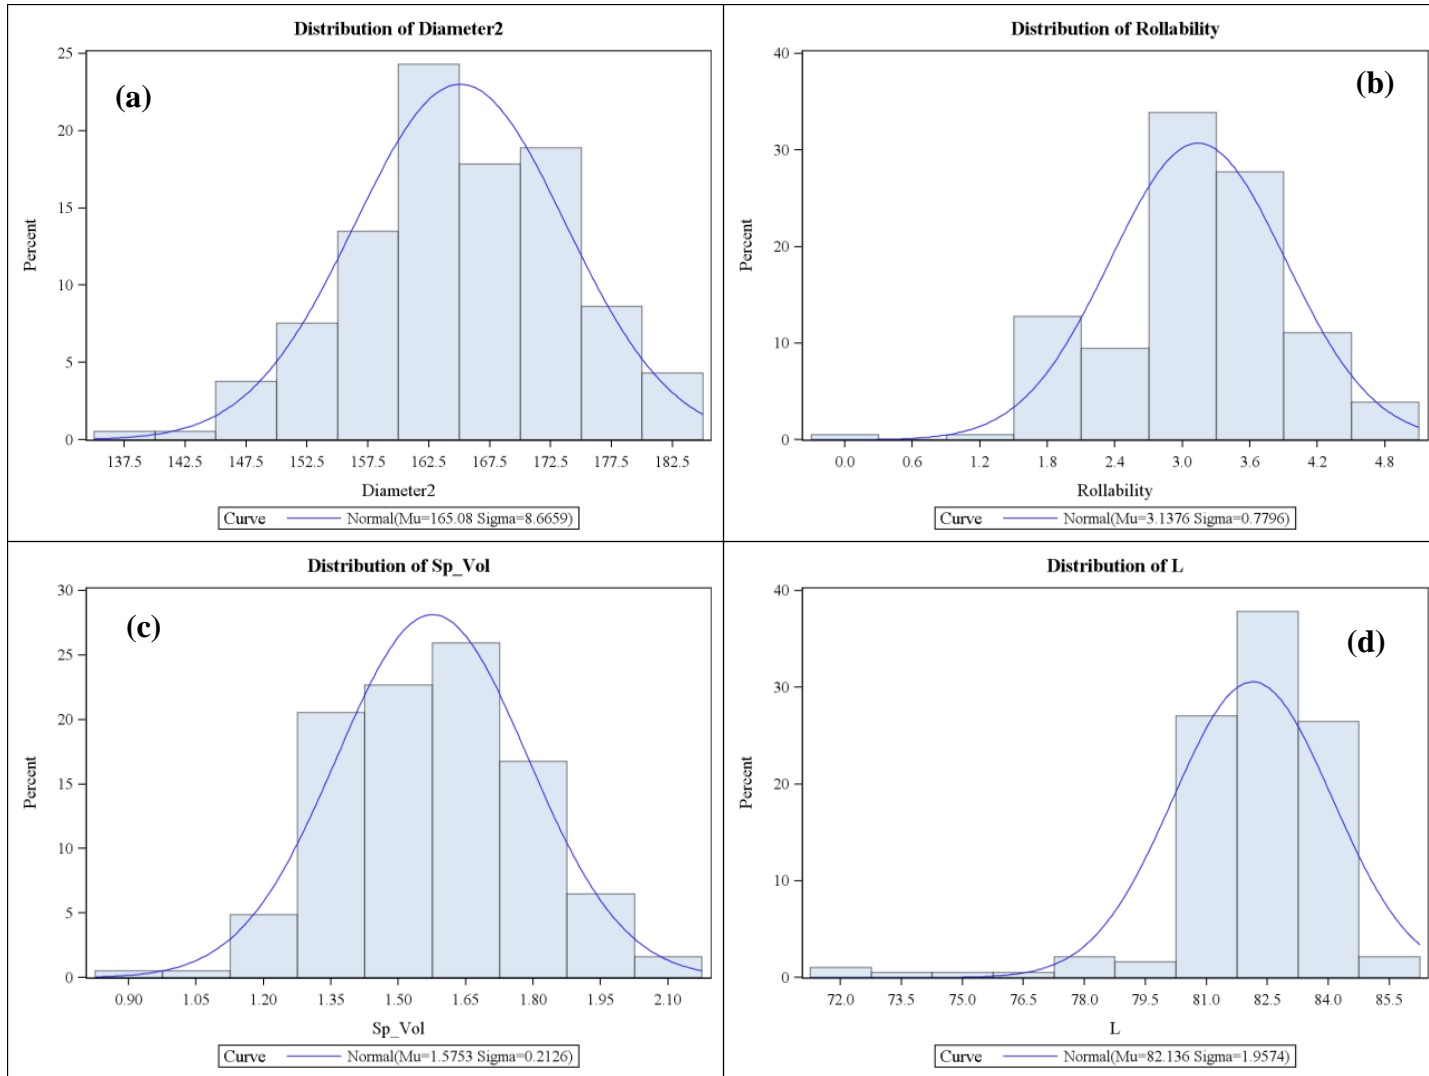 Distribution of Diameter2
(a)
25
20
15
10
5
0
Percent
137.5 142.5 147.5 152.5 157.5 162.5 167.5 172.5 177.5 182.5
Diameter2
Curve Normal(Mu=165.08 Sigma=8.6659)
Distribution of Rollability
(b)
40
30
20
10
0
Percent
0.0 0.6 1.2 1.8 2.4 3.0 3.6 4.2 4.8
Rollability
Curve Normal(Mu=3.1376 Sigma=0.7796)
Distribution of Sp_Vol
(c)
30
25
20
15
10
5
0
Percent
0.90 1.05 1.20 1.35 1.50 1.65 1.80 1.95 2.10
Sp_Vol
Curve Normal(Mu=1.5753 Sigma=0.2126)
Distribution of L
(d)
40
30
20
10
0
Percent
72.0 73.5 75.0 76.5 78.0 79.5 81.0 82.5 84.0 85.5
L
Curve Normal(Mu=82.136 Sigma=1.9574)